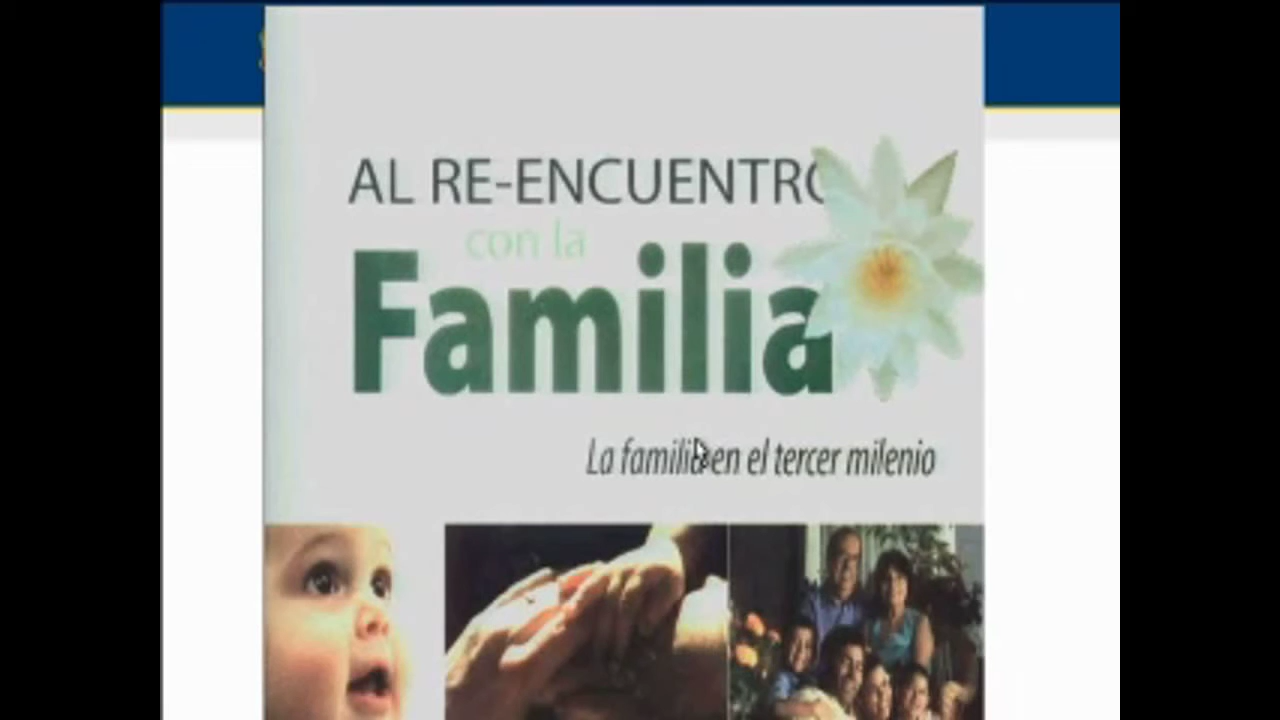 AL RE-ENCUENTRO
con la
Familia
La familia en el tercer milenio